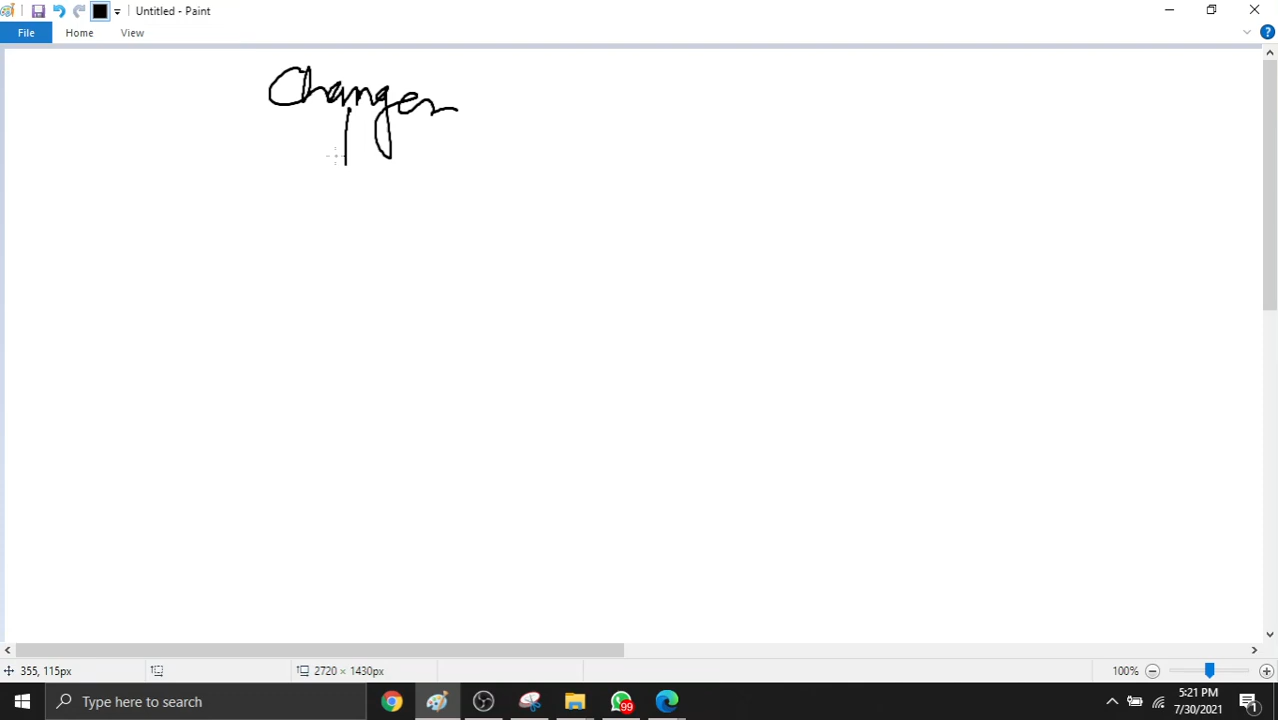 Untitled - Paint
File Home View
Changer
355, 115px 2720 × 1430px 100%
Type here to search 99 5:21 PM
7/30/2021 1